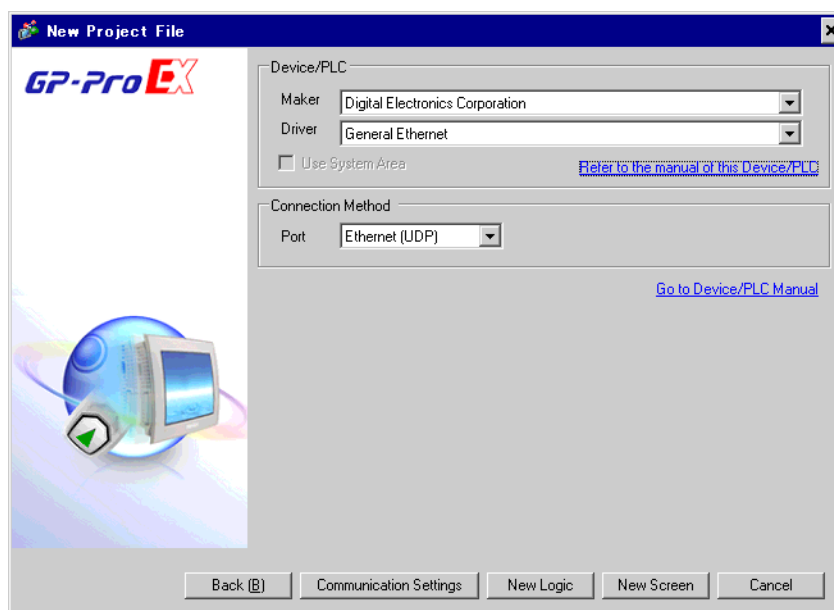 New Project File
GP-Pro EX
Device/PLC
Maker Digital Electronics Corporation
Driver General Ethernet
Use System Area Refer to the manual of this Device/PLC
Connection Method
Port Ethernet (UDP)
Go to Device/PLC Manual
Back (B) Communication Settings New Logic New Screen Cancel